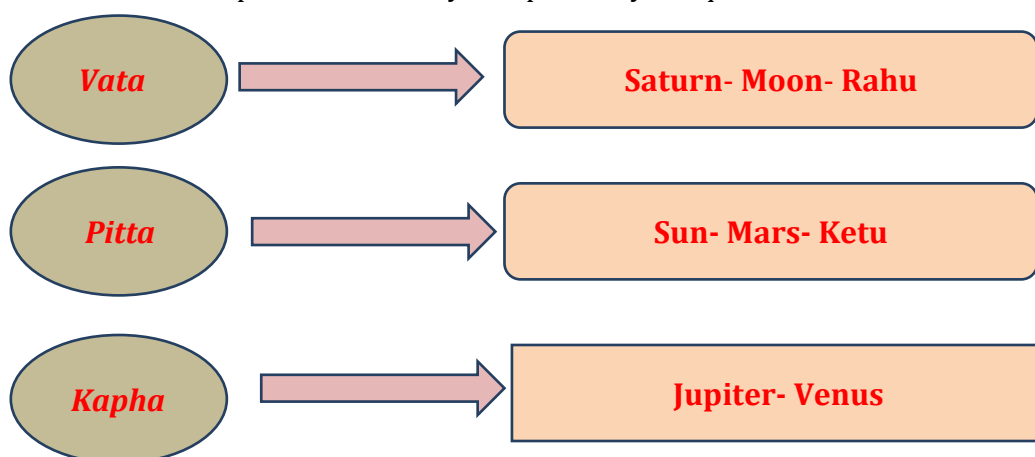 Vata
Saturn- Moon- Rahu
Pitta
Sun- Mars- Ketu
Kapha
Jupiter- Venus